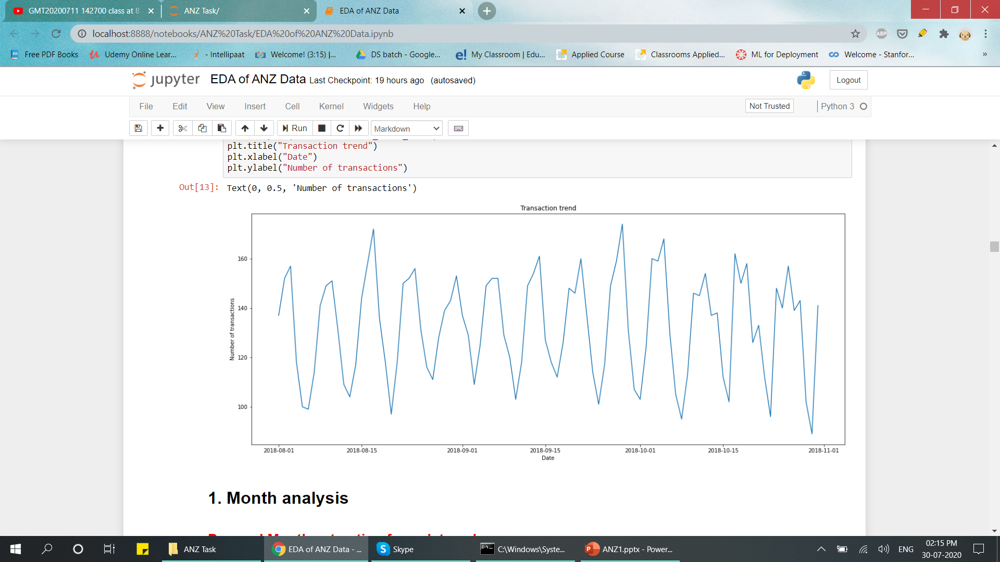 GMT20200711 142700 class at 8
ANZ Task/
EDA of ANZ Data
localhost:8888/notebooks/ANZ%20Task/EDA%20of%20ANZ%20Data.ipynb
ABP
Free PDF Books
Udemy Online Lear...
- Intellipaat
Welcome! (3:15) |...
DS batch - Google...
e! My Classroom | Edu...
Applied Course
Classrooms Applied...
ML for Deployment
Welcome - Stanfor...
»
jupyter EDA of ANZ Data Last Checkpoint: 19 hours ago (autosaved)
Logout
File Edit View Insert Cell Kernel Widgets Help
Not Trusted
Python 3
Run
Markdown
plt.title("Transaction trend")
plt.xlabel("Date")
plt.ylabel("Number of transactions")
Out[13]: Text(0, 0.5, 'Number of transactions')
Transaction trend
160
140
120
100
Number of transactions
2018-08-01 2018-08-15 2018-09-01 2018-09-15 2018-10-01 2018-10-15 2018-11-01
Date
1. Month analysis
ANZ Task
EDA of ANZ Data - ...
Skype
C:\Windows\Syste...
ANZ1.pptx - Power...
ENG
02:15 PM
30-07-2020